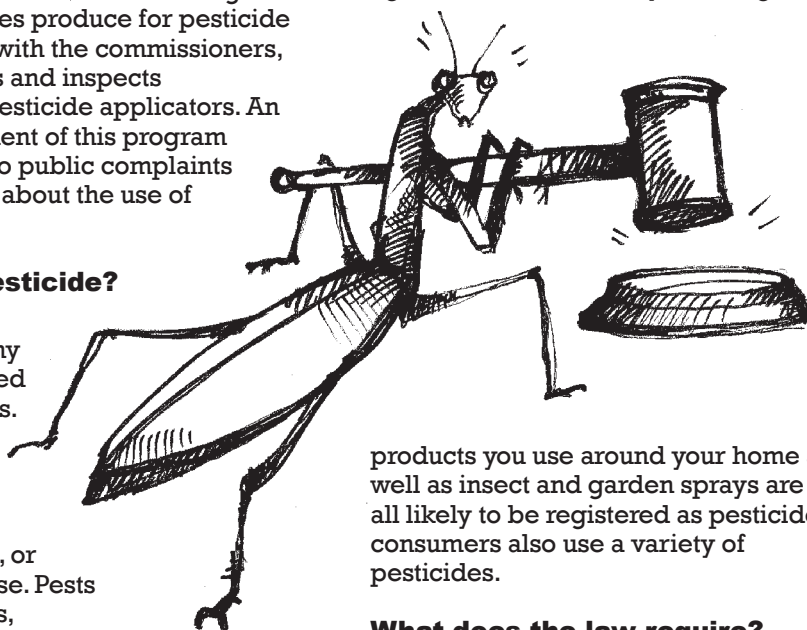 es produce for pesticide
with the commissioners,
s and inspects
esticide applicators. An
ent of this program
o public complaints
about the use of
esticide?
ny
ed
s.
, or
se. Pests
s,
products you use around your home
well as insect and garden sprays are
all likely to be registered as pesticid
consumers also use a variety of
pesticides.
What does the law require?